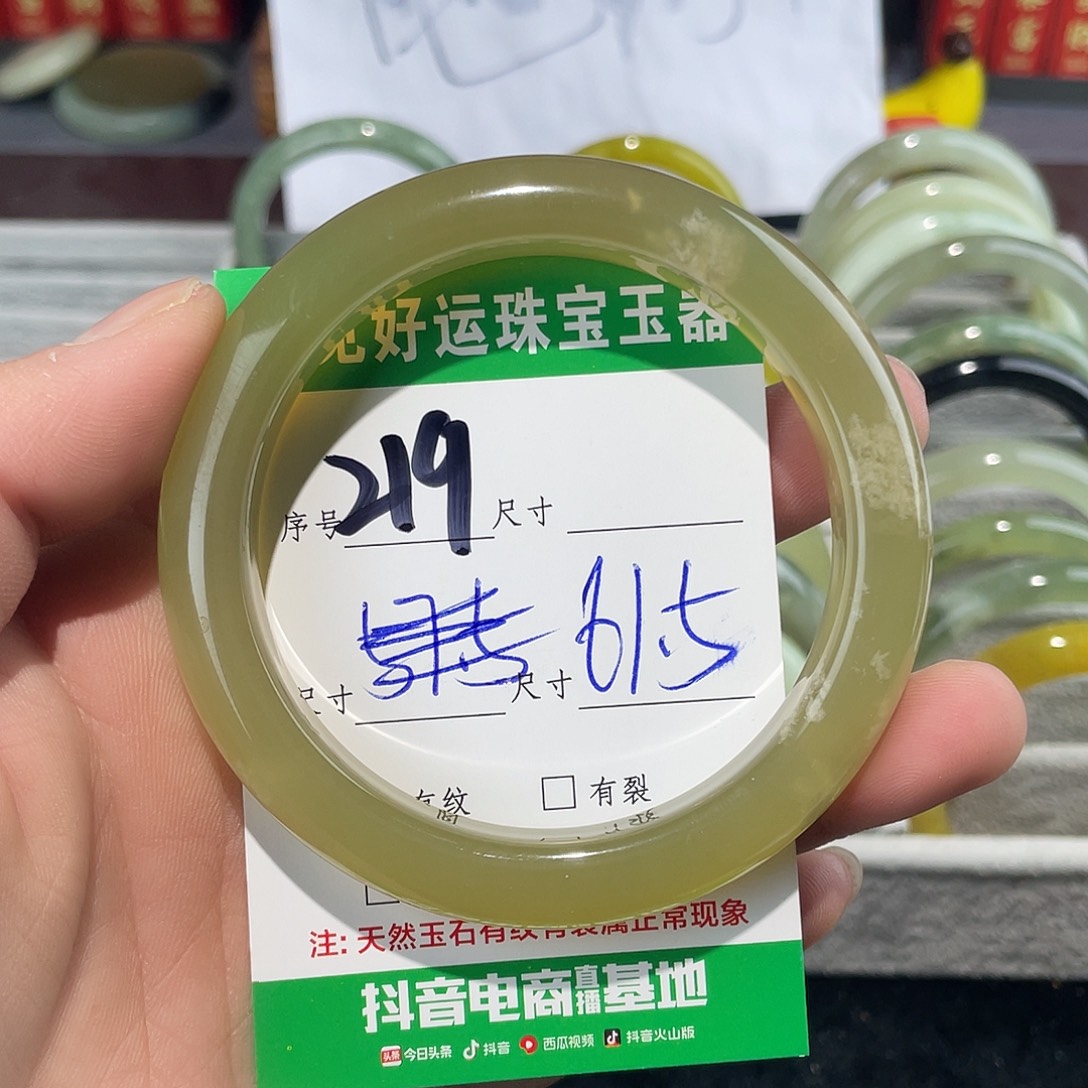 好运珠宝玉器
序号 219 尺寸
尺寸 尺寸 61.5
有纹 有裂
注: 天然玉石有纹有裂属正常现象
抖音电商直播基地
头条 今日头条 抖音 西瓜视频 抖音火山版